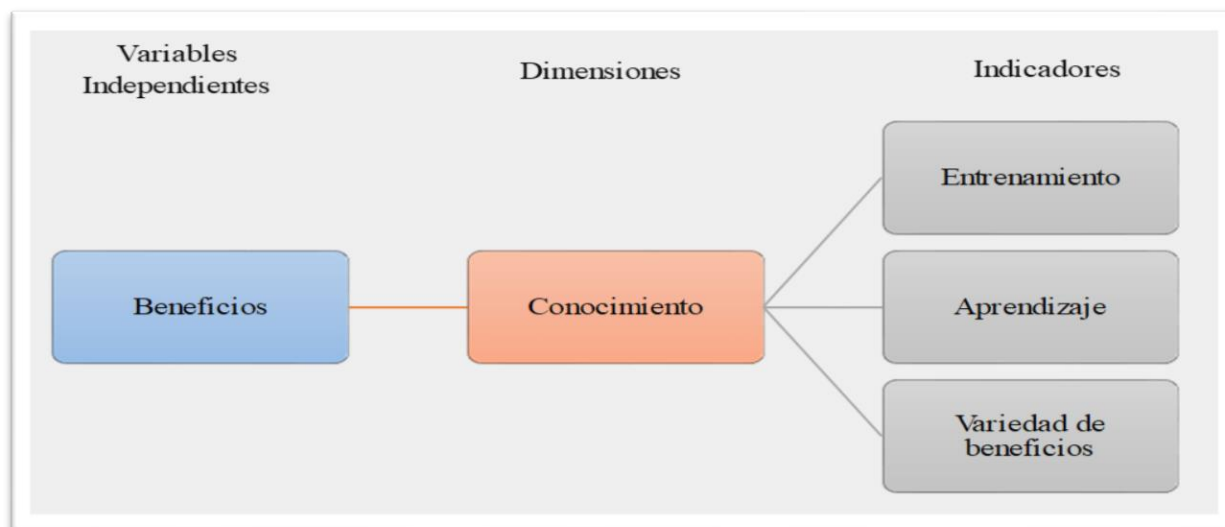 Variables
Independientes
Dimensiones
Indicadores
Beneficios
Conocimiento
Entrenamiento
Aprendizaje
Variedad de
beneficios